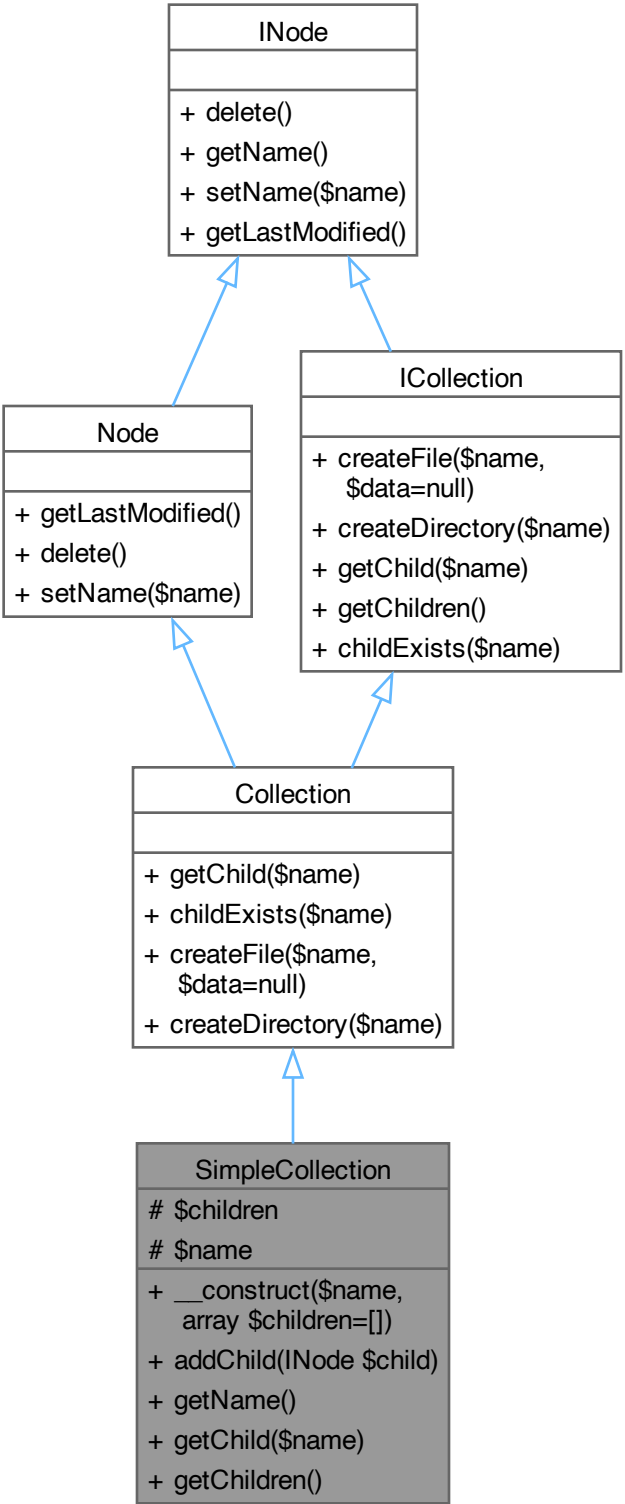 INode
+ delete()
+ getName()
+ setName($name)
+ getLastModified()
ICollection
+ createFile($name,
$data=null)
+ createDirectory($name)
+ getChild($name)
+ getChildren()
+ childExists($name)
Node
+ getLastModified()
+ delete()
+ setName($name)
Collection
+ getChild($name)
+ childExists($name)
+ createFile($name,
$data=null)
+ createDirectory($name)
SimpleCollection
# $children
# $name
+ __construct($name,
array $children=[])
+ addChild(INode $child)
+ getName()
+ getChild($name)
+ getChildren()